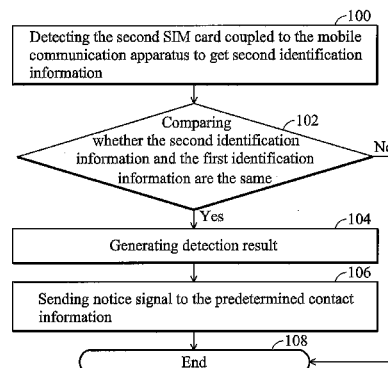 100
Detecting the second SIM card coupled to the mobile
communication apparatus to get second identification
information
102
Comparing
whether the second identification
information and the first identification
information are the same
No
Yes
104
Generating detection result
106
Sending notice signal to the predetermined contact
information
108
End